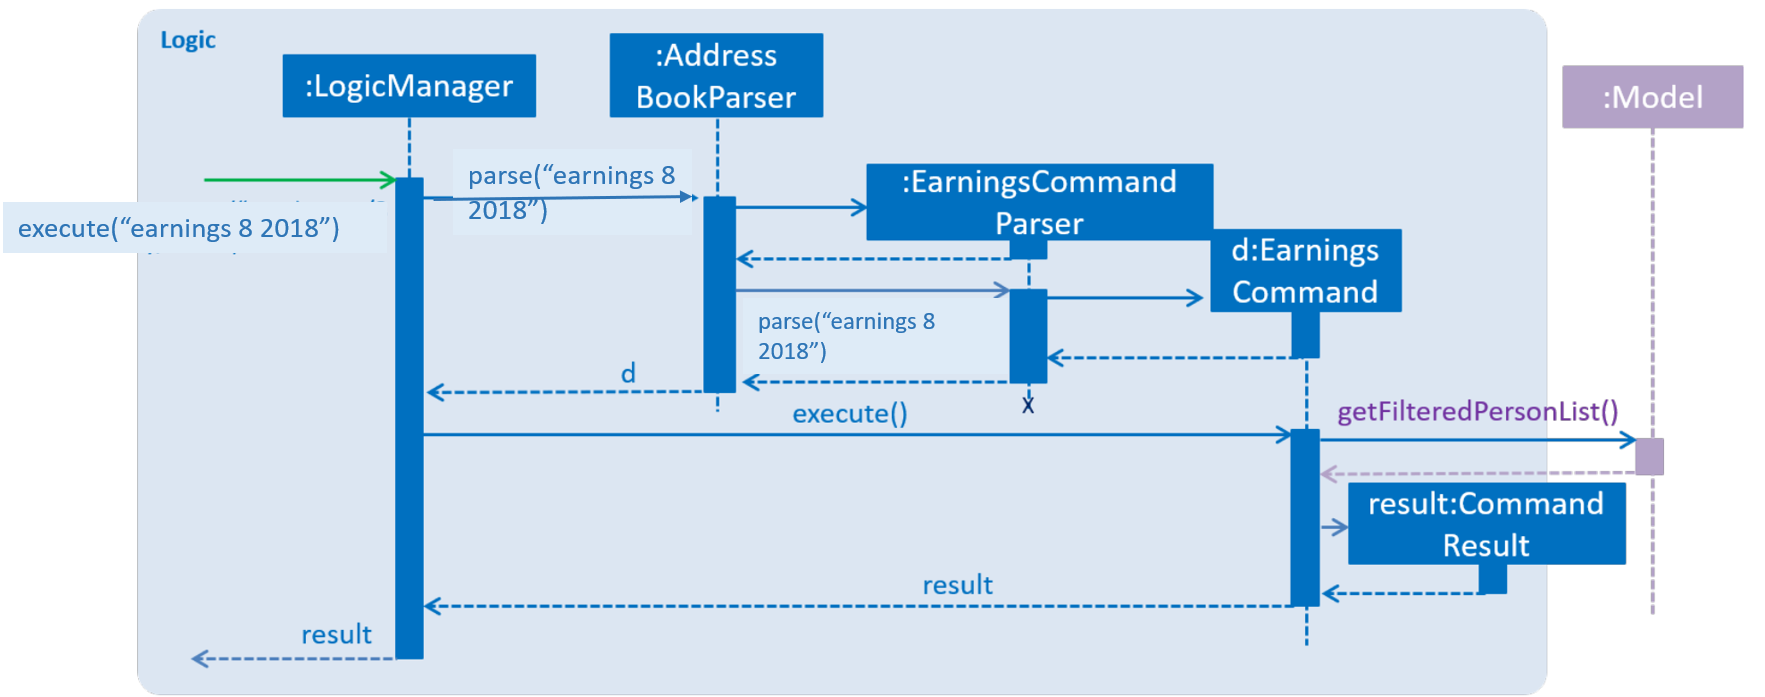 Logic
:LogicManager
:Address
BookParser
:Model
parse(“earnings 8
2018”)
execute(“earnings 8 2018”)
:EarningsCommand
Parser
d:Earnings
Command
parse(“earnings 8
2018”)
d
X
execute()
getFilteredPersonList()
result:Command
Result
result
result